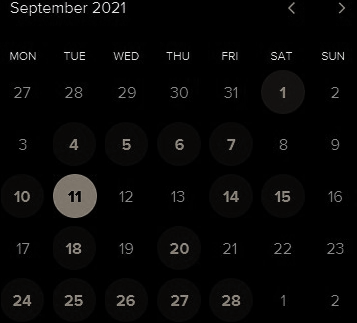 September 2021 < >
MON TUE WED THU FRI SAT SUN
27 28 29 30 31 1 2
3 4 5 6 7 8 9
10 11 12 13 14 15 16
17 18 19 20 21 22 23
24 25 26 27 28 1 2